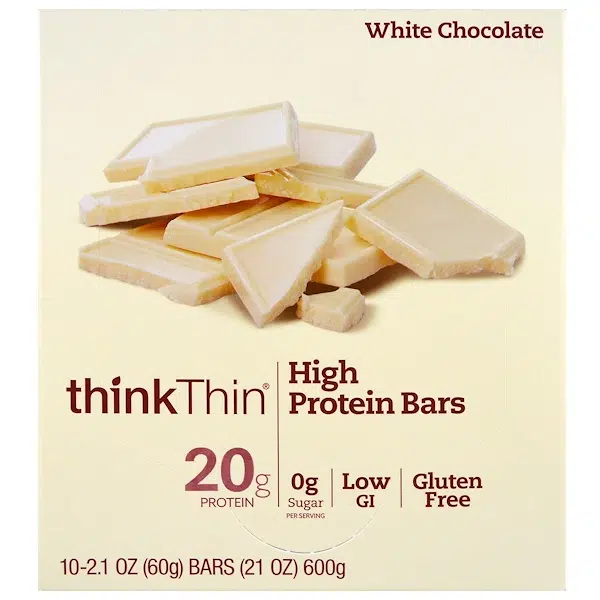 White Chocolate
thinkThin®
High
Protein Bars
20g
PROTEIN
0g
Sugar
PER SERVING
Low
GI
Gluten
Free
10-2.1 OZ (60g) BARS (21 OZ) 600g